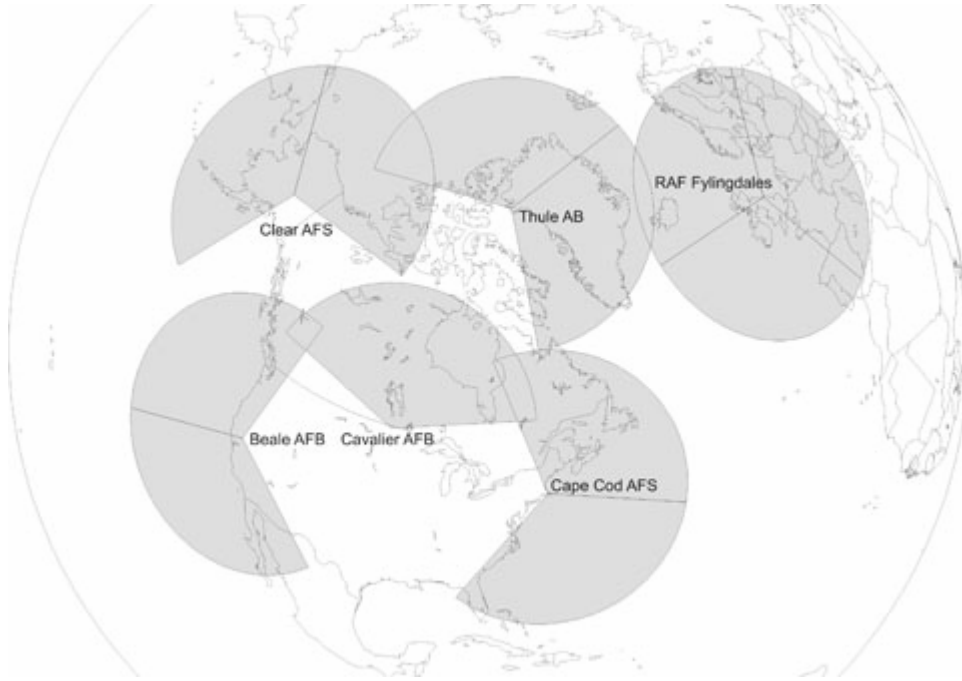 RAF Fylingdales
Thule AB
Clear AFS
Beale AFB
Cavalier AFB
Cape Cod AFS